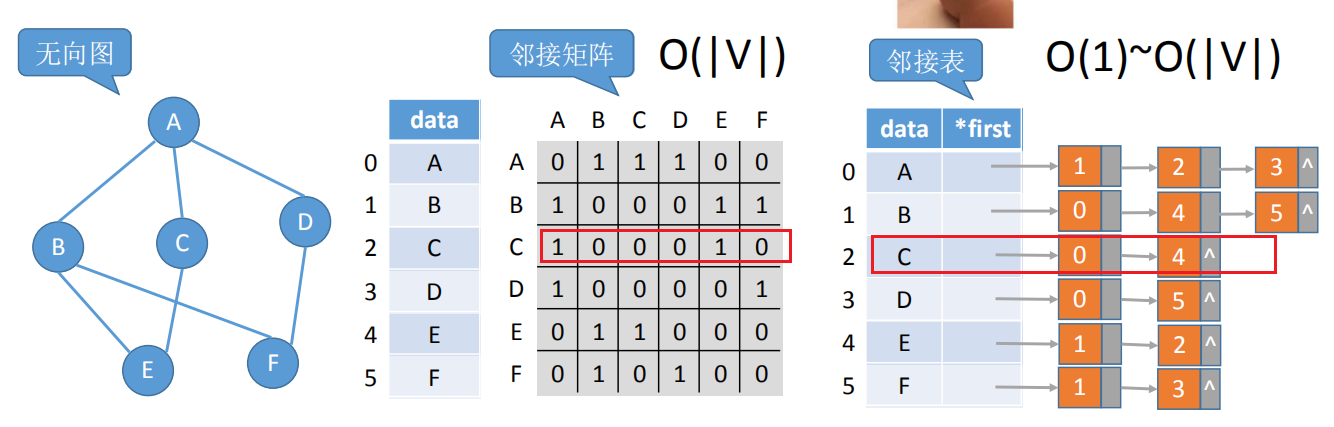 无向图
A
B
C
D
E
F
data
0 A
1 B
2 C
3 D
4 E
5 F
邻接矩阵
O(|V|)
A B C D E F
A 0 1 1 1 0 0
B 1 0 0 0 1 1
C 1 0 0 0 1 0
D 1 0 0 0 0 1
E 0 1 1 0 0 0
F 0 1 0 1 0 0
邻接表
O(1)~O(|V|)
data *first
0 A 1 2 3 ^
1 B 0 4 5 ^
2 C 0 4 ^
3 D 0 5 ^
4 E 1 2 ^
5 F 1 3 ^